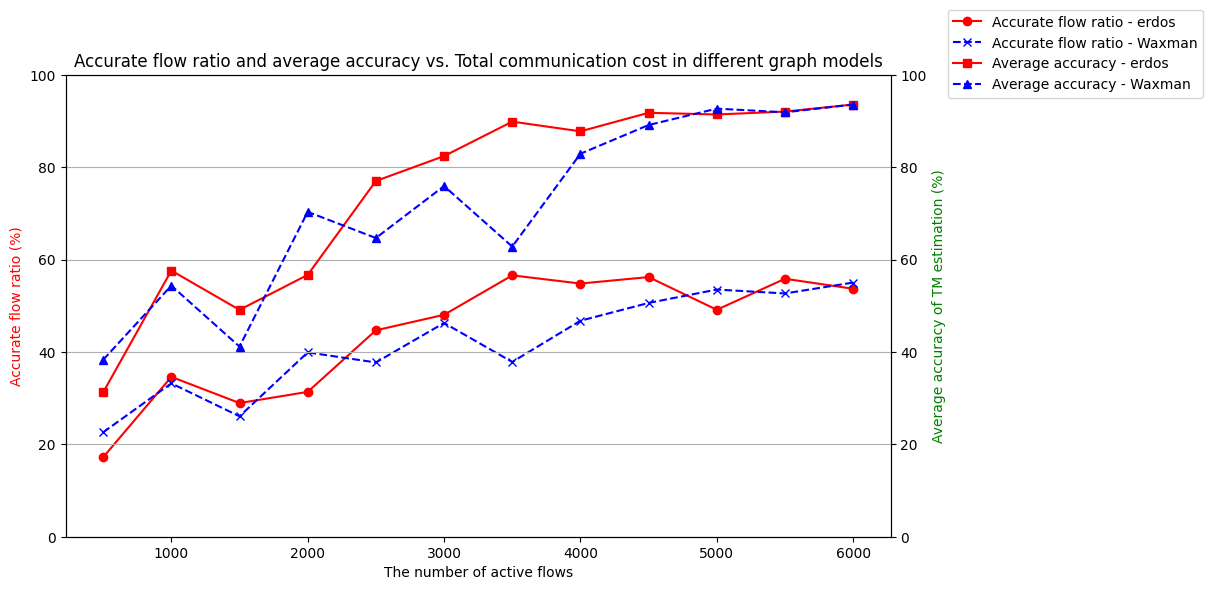 Accurate flow ratio - erdos
Accurate flow ratio - Waxman
Average accuracy - erdos
Average accuracy - Waxman
Accurate flow ratio and average accuracy vs. Total communication cost in different graph models
Accurate flow ratio (%)
100
80
60
40
20
0
100
80
60
40
20
0
Average accuracy of TM estimation (%)
1000 2000 3000 4000 5000 6000
The number of active flows